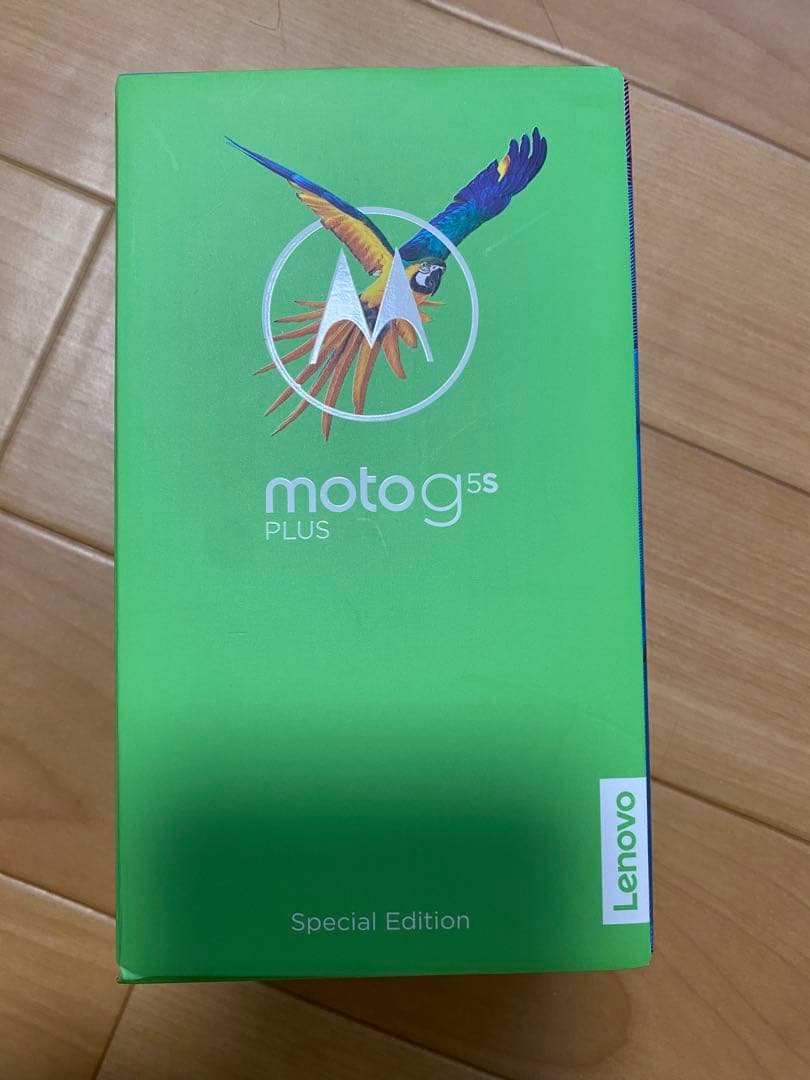 moto g5s
PLUS
Lenovo
Special Edition